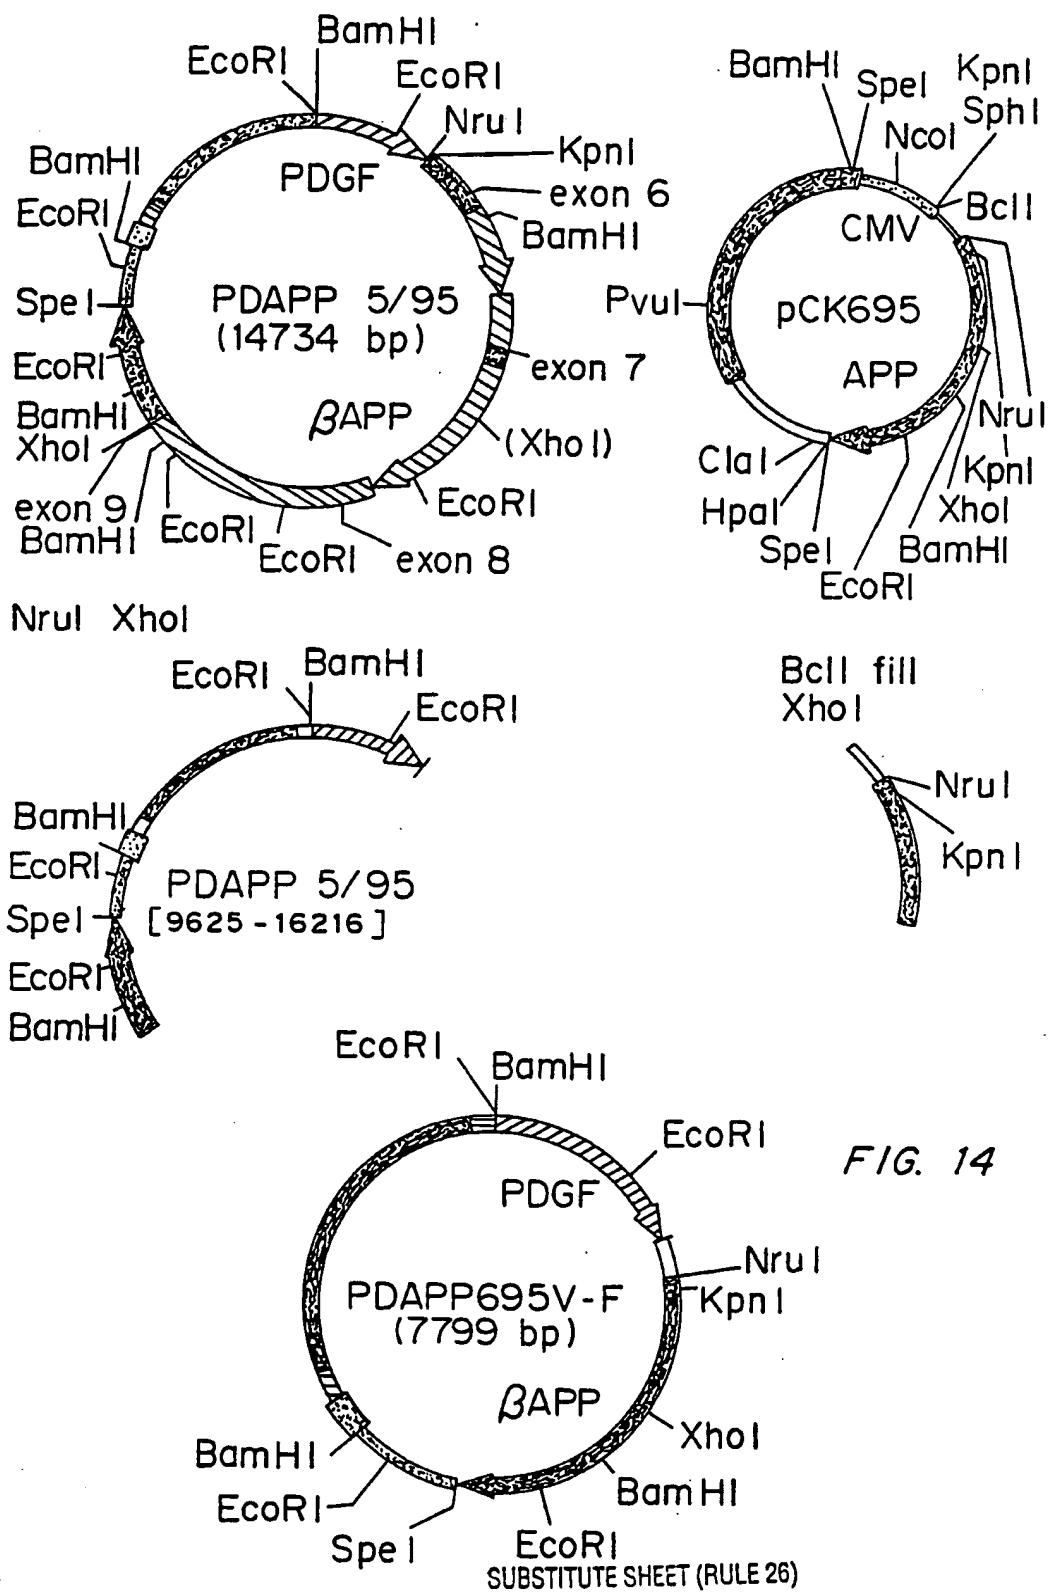 BamHI
EcoRI
EcoRI
NruI
KpnI
exon 6
BamHI
BamHI
EcoRI
SpeI
EcoRI
BamHI
XhoI
exon 9
BamHI
EcoRI
EcoRI
exon 8
EcoRI
(XhoI)
exon 7
PDGF
PDAPP 5/95
(14734 bp)
βAPP
BamHI
SpeI
KpnI
SphI
NcoI
BclI
CMV
PvuI
pCK695
APP
NruI
KpnI
XhoI
BamHI
EcoRI
SpeI
HpaI
ClaI
NruI XhoI
EcoRI
BamHI
EcoRI
BamHI
EcoRI
SpeI
EcoRI
BamHI
PDAPP 5/95
[9625-16216]
BclI fill
XhoI
NruI
KpnI
EcoRI
BamHI
EcoRI
PDGF
NruI
KpnI
PDAPP695V-F
(7799 bp)
βAPP
XhoI
BamHI
EcoRI
SpeI
EcoRI
BamHI
FIG. 14
SUBSTITUTE SHEET (RULE 26)